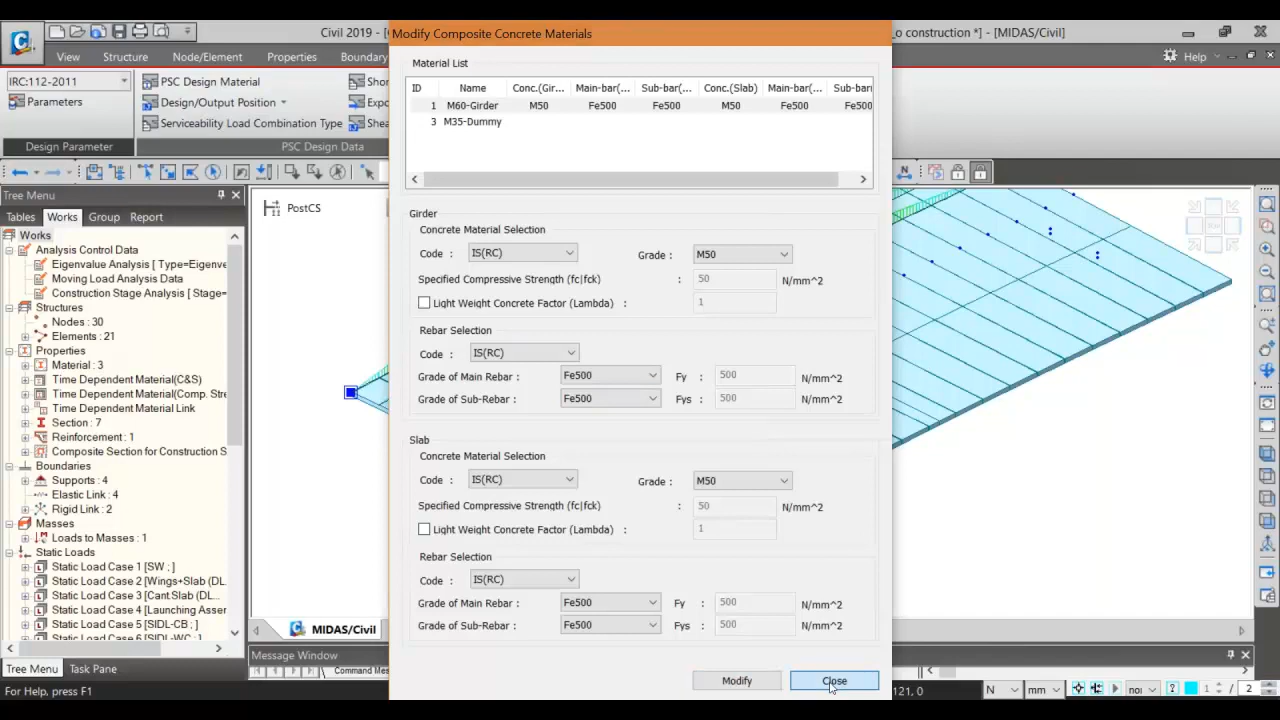 Civil 2019 - [
Modify Composite Concrete Materials
o construction *] - [MIDAS/Civil]
View Structure Node/Element Properties Boundary
Help
IRC:112-2011
Parameters
Design Parameter
PSC Design Material
Design/Output Position
Serviceability Load Combination Type
PSC Design Data
Material List
ID Name Conc.(Gir... Main-bar(... Sub-bar(... Conc.(Slab) Main-bar(... Sub-bar
1 M60-Girder M50 Fe500 Fe500 M50 Fe500 Fe500
3 M35-Dummy
Tree Menu
Tables Works Group Report
Works
Analysis Control Data
Eigenvalue Analysis [ Type=Eigenve
Moving Load Analysis Data
Construction Stage Analysis [ Stage=
Structures
Nodes : 30
Elements : 21
Properties
Material : 3
Time Dependent Material(C&S)
Time Dependent Material(Comp. Stre
Time Dependent Material Link
Section : 7
Reinforcement : 1
Composite Section for Construction S
Boundaries
Supports : 4
Elastic Link : 4
Rigid Link : 2
Masses
Loads to Masses : 1
Static Loads
Static Load Case 1 [SW ; ]
Static Load Case 2 [Wings+Slab (DL.
Static Load Case 3 [Cant.Slab (DL..
Static Load Case 4 [Launching Asser
Static Load Case 5 [SIDL-CB ; ]
Static Load Case 6 [SIDL-WC ; ]
Tree Menu Task Pane
PostCS
MIDAS/Civil
Message Window
Command Mes
Girder
Concrete Material Selection
Code : IS(RC) Grade : M50
Specified Compressive Strength (fc|fck) : 50 N/mm^2
Light Weight Concrete Factor (Lambda) : 1
Rebar Selection
Code : IS(RC)
Grade of Main Rebar : Fe500 Fy : 500 N/mm^2
Grade of Sub-Rebar : Fe500 Fys : 500 N/mm^2
Slab
Concrete Material Selection
Code : IS(RC) Grade : M50
Specified Compressive Strength (fc|fck) : 50 N/mm^2
Light Weight Concrete Factor (Lambda) : 1
Rebar Selection
Code : IS(RC)
Grade of Main Rebar : Fe500 Fy : 500 N/mm^2
Grade of Sub-Rebar : Fe500 Fys : 500 N/mm^2
Modify Close
For Help, press F1
121, 0 N mm nor 1 / 2